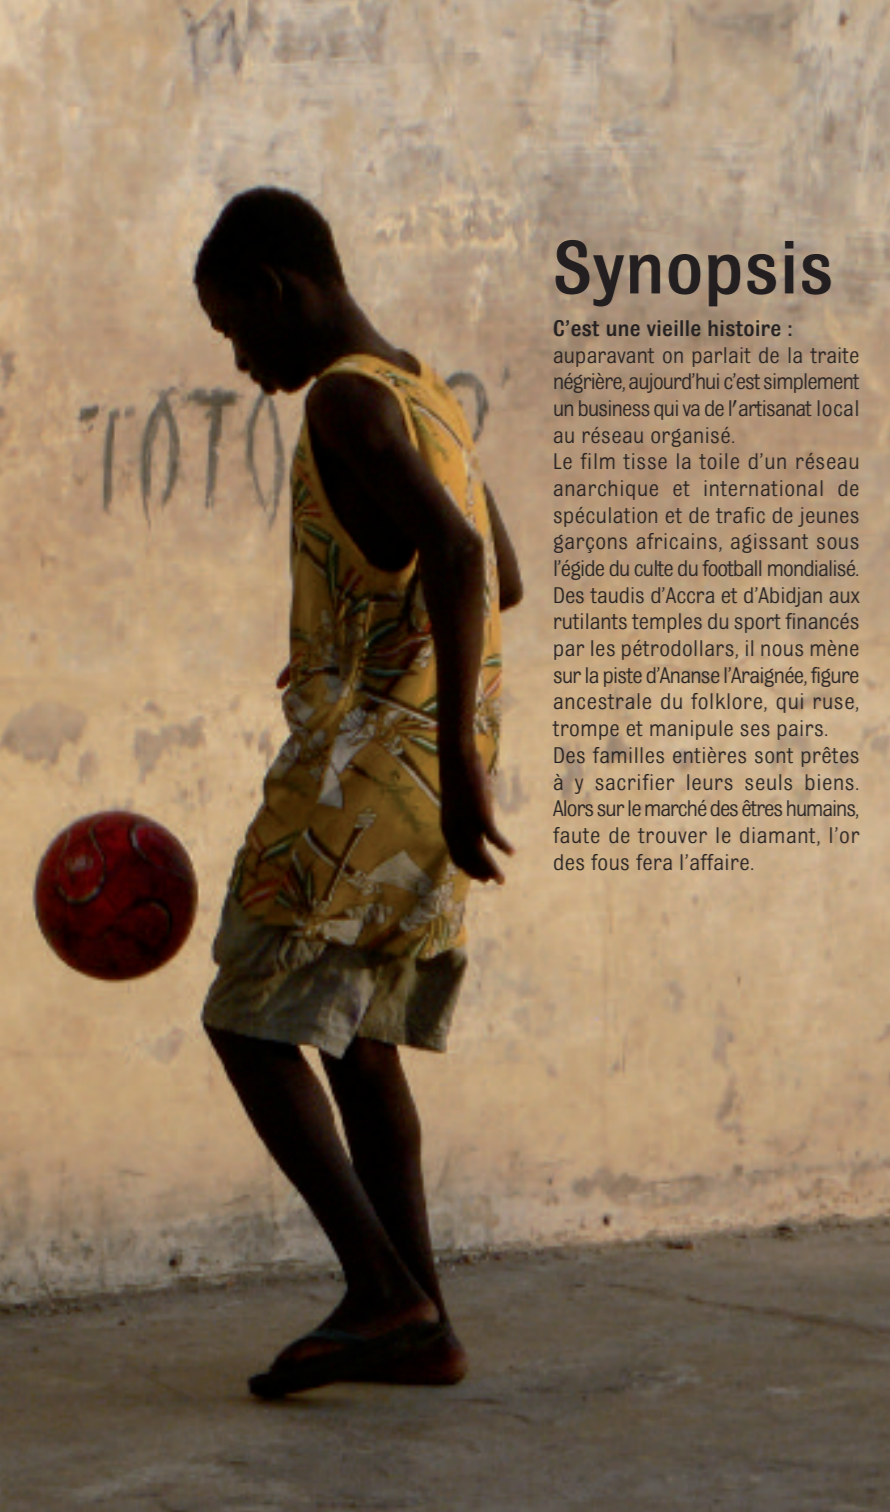 Synopsis
C’est une vieille histoire :
auparavant on parlait de la traite
négrière, aujourd’hui c’est simplement
un business qui va de l’artisanat local
au réseau organisé.
Le film tisse la toile d’un réseau
anarchique et international de
spéculation et de trafic de jeunes
garçons africains, agissant sous
l’égide du culte du football mondialisé.
Des taudis d’Accra et d’Abidjan aux
rutilants temples du sport financés
par les pétrodollars, il nous mène
sur la piste d’Ananse l’Araignée, figure
ancestrale du folklore, qui ruse,
trompe et manipule ses pairs.
Des familles entières sont prêtes
à y sacrifier leurs seuls biens.
Alors sur le marché des êtres humains,
faute de trouver le diamant, l’or
des fous fera l’affaire.